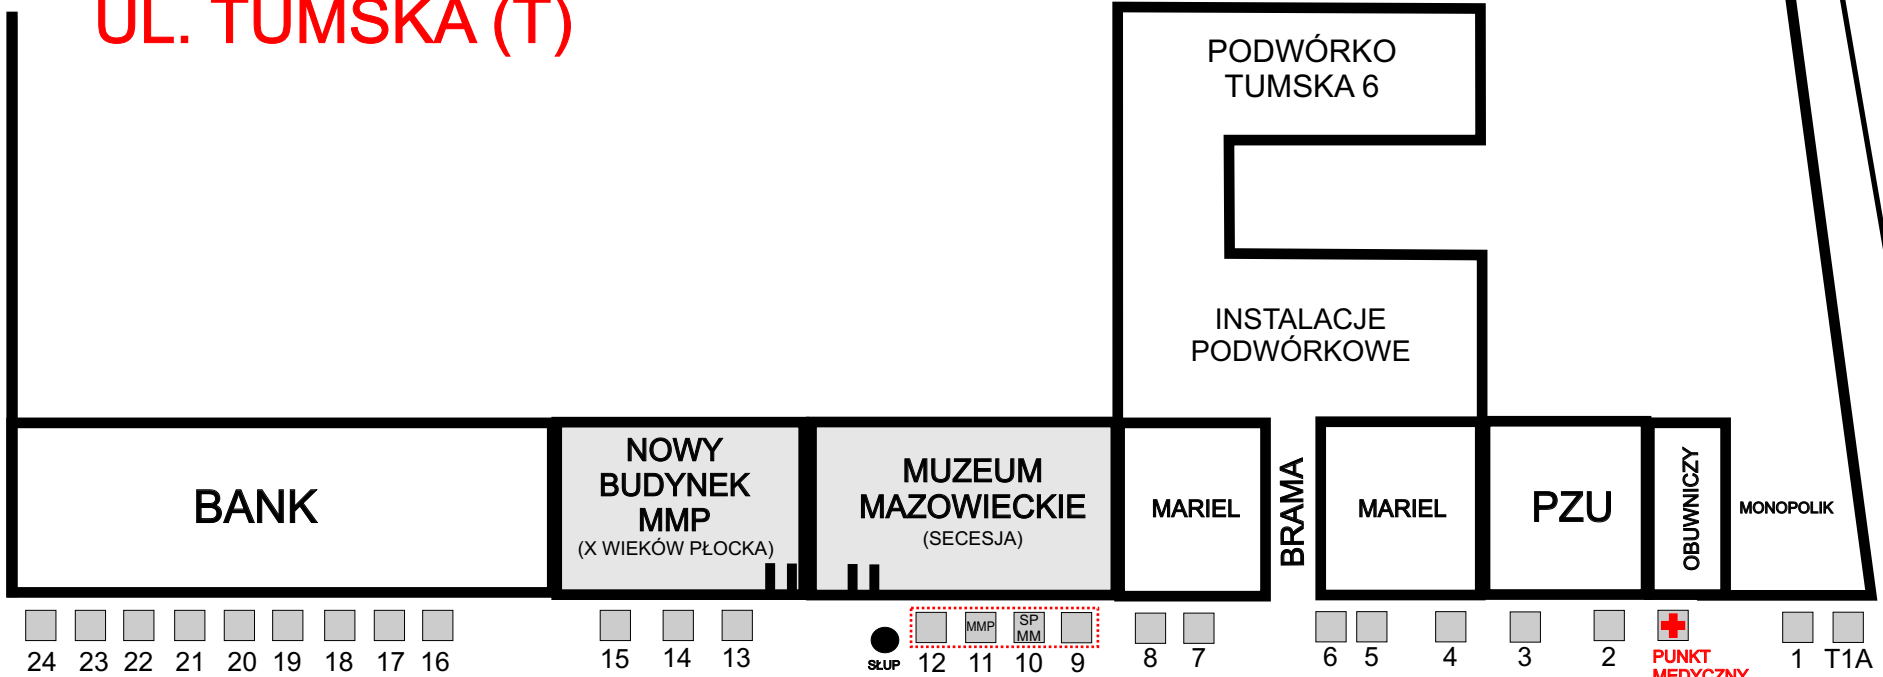 UL. TUMSKA (T)
PODWÓRKO
TUMSKA 6
INSTALACJE
PODWÓRKOWE
BANK
NOWY
BUDYNEK
MMP
(X WIEKÓW PŁOCKA)
MUZEUM
MAZOWIECKIE
(SECESJA)
MARIEL
BRAMA
MARIEL
PZU
OBUWNICZY
MONOPOLIK
MMP
SP
MM
24 23 22 21 20 19 18 17 16 15 14 13 SŁUP 12 11 10 9 8 7 6 5 4 3 2
PUNKT
MEDYCZNY
1 T1A